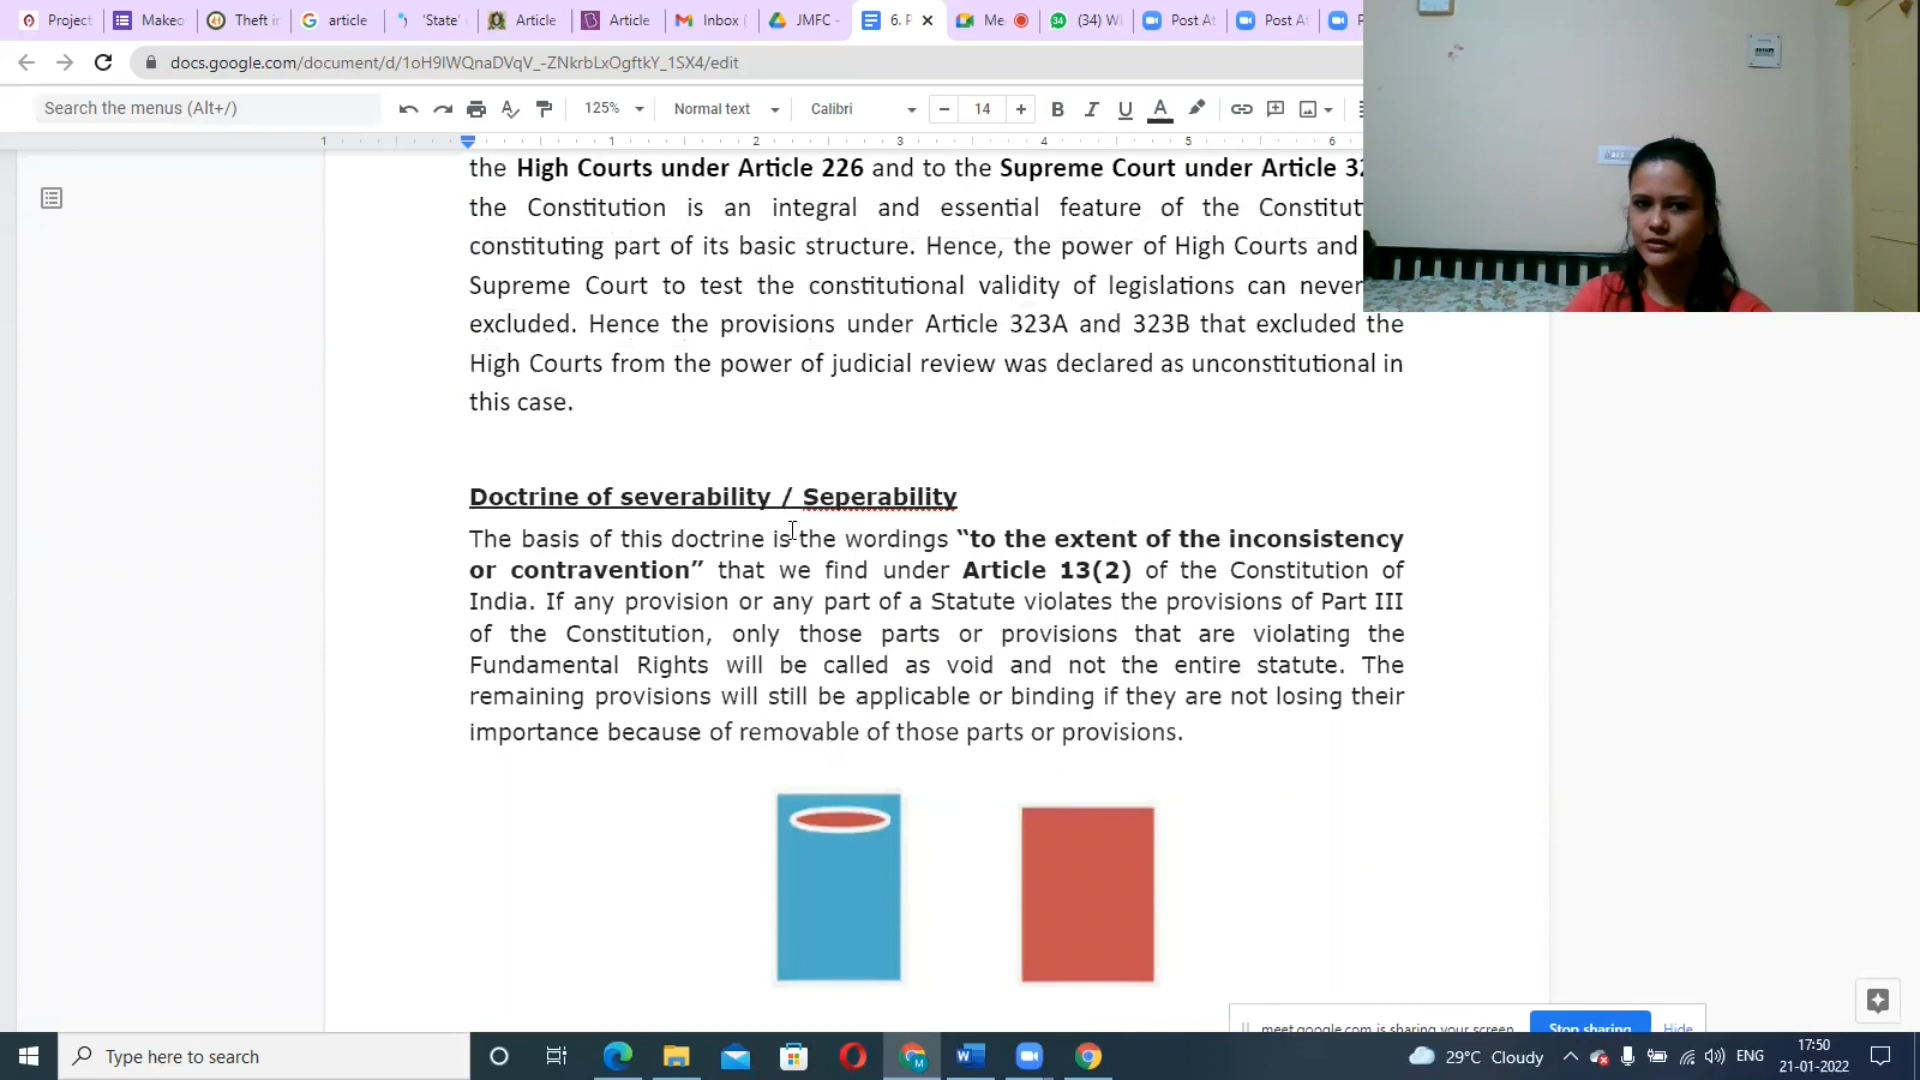 Project
Makeo
Theft in
article
'State'
Article
Article
Inbox (
JMFC -
6. P
Me
(34) W
Post At
Post At
docs.google.com/document/d/1oH9IWQnaDVqV_-ZNkrbLxOgftkY_1SX4/edit
Search the menus (Alt+/)
125%
Normal text
Calibri
14
1 1 2 3 4 5 6
the High Courts under Article 226 and to the Supreme Court under Article 32
the Constitution is an integral and essential feature of the Constitut
constituting part of its basic structure. Hence, the power of High Courts and
Supreme Court to test the constitutional validity of legislations can never
excluded. Hence the provisions under Article 323A and 323B that excluded the
High Courts from the power of judicial review was declared as unconstitutional in
this case.
Doctrine of severability / Seperability
The basis of this doctrine is the wordings “to the extent of the inconsistency
or contravention” that we find under Article 13(2) of the Constitution of
India. If any provision or any part of a Statute violates the provisions of Part III
of the Constitution, only those parts or provisions that are violating the
Fundamental Rights will be called as void and not the entire statute. The
remaining provisions will still be applicable or binding if they are not losing their
importance because of removable of those parts or provisions.
meet.google.com is sharing your screen.
Stop sharing
Hide
Type here to search
29°C Cloudy
ENG
17:50
21-01-2022